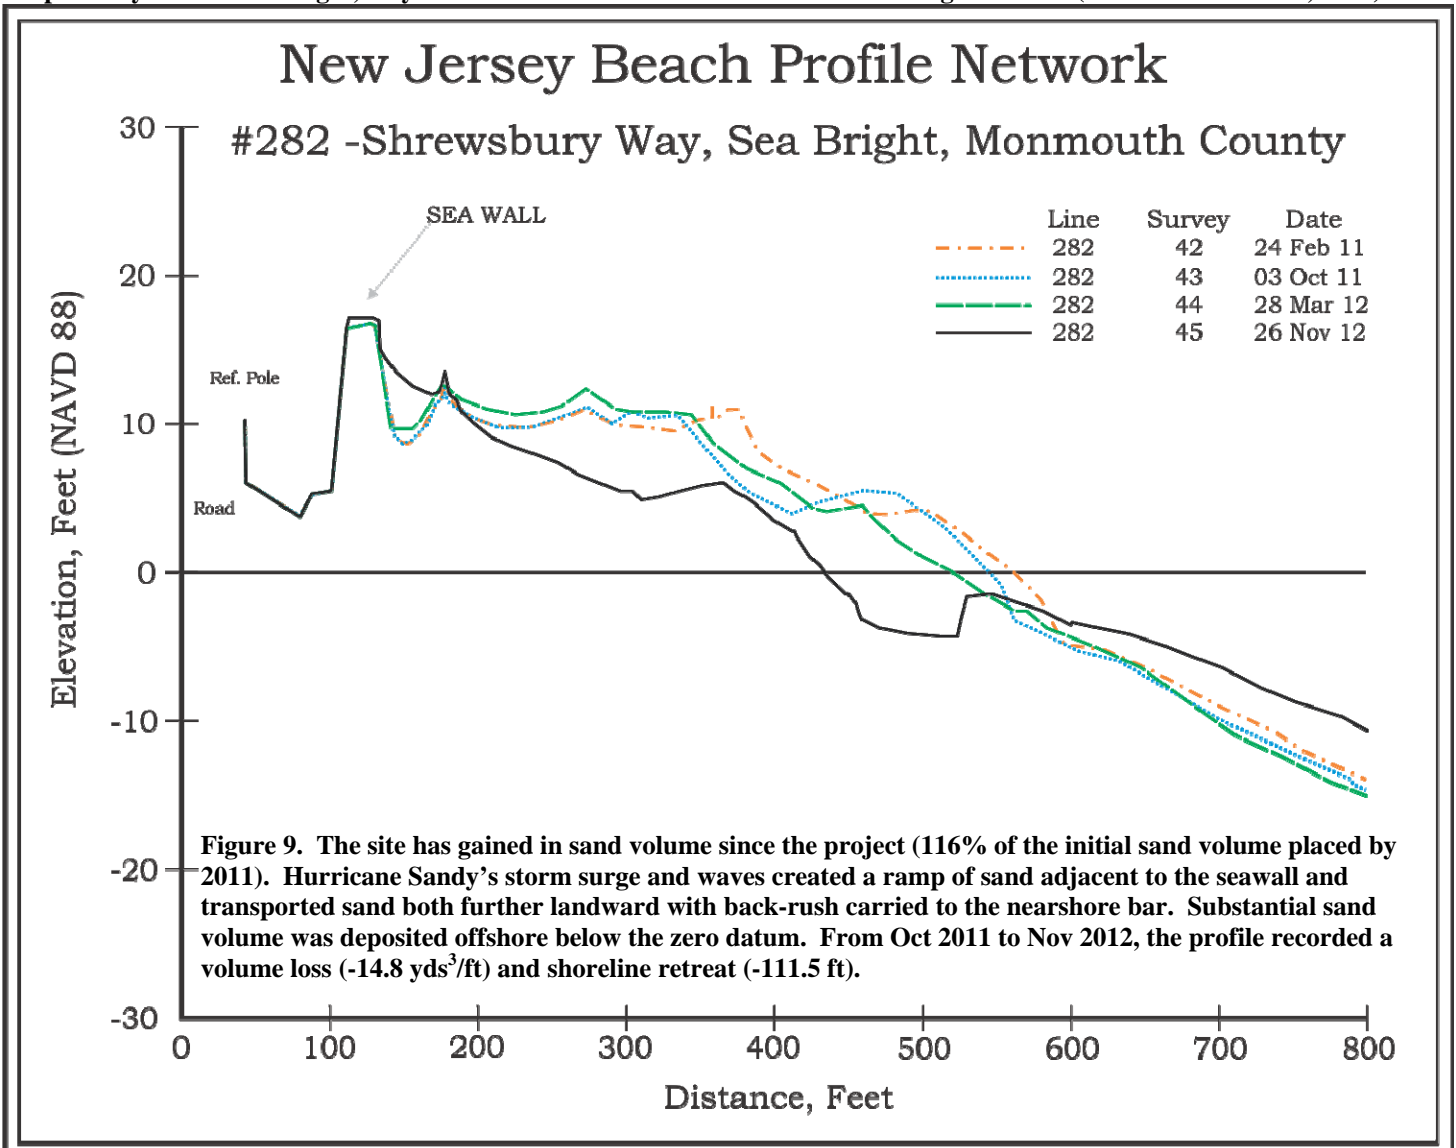 New Jersey Beach Profile Network
#282 -Shrewsbury Way, Sea Bright, Monmouth County
SEA WALL
Line Survey Date
282 42 24 Feb 11
282 43 03 Oct 11
282 44 28 Mar 12
282 45 26 Nov 12
Ref. Pole
Road
Elevation, Feet (NAVD 88)
30
20
10
0
-10
-20
-30
Figure 9. The site has gained in sand volume since the project (116% of the initial sand volume placed by
2011). Hurricane Sandy's storm surge and waves created a ramp of sand adjacent to the seawall and
transported sand both further landward with back-rush carried to the nearshore bar. Substantial sand
volume was deposited offshore below the zero datum. From Oct 2011 to Nov 2012, the profile recorded a
volume loss (-14.8 yds³/ft) and shoreline retreat (-111.5 ft).
0 100 200 300 400 500 600 700 800
Distance, Feet